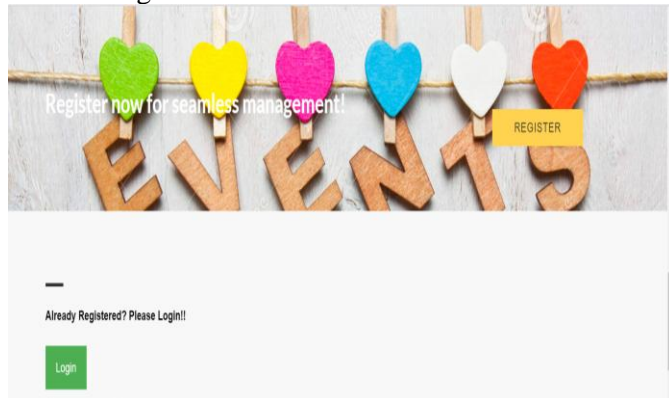 Register now for seamless management!
REGISTER
EVENTS
Already Registered? Please Login!!
Login